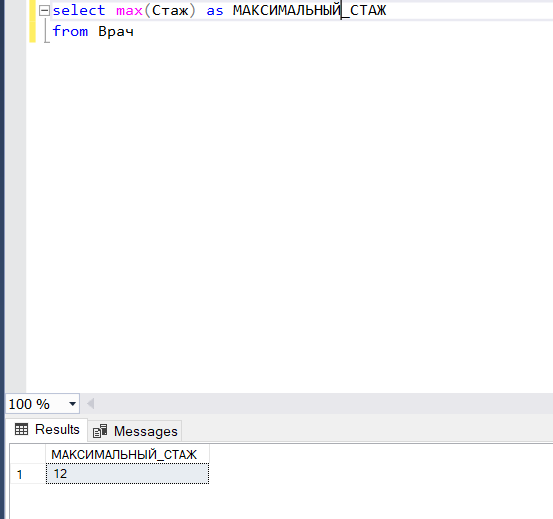 select max(Стаж) as МАКСИМАЛЬНЫЙ_СТАЖ
from Врач
100 %
Results Messages
МАКСИМАЛЬНЫЙ_СТАЖ
1 12